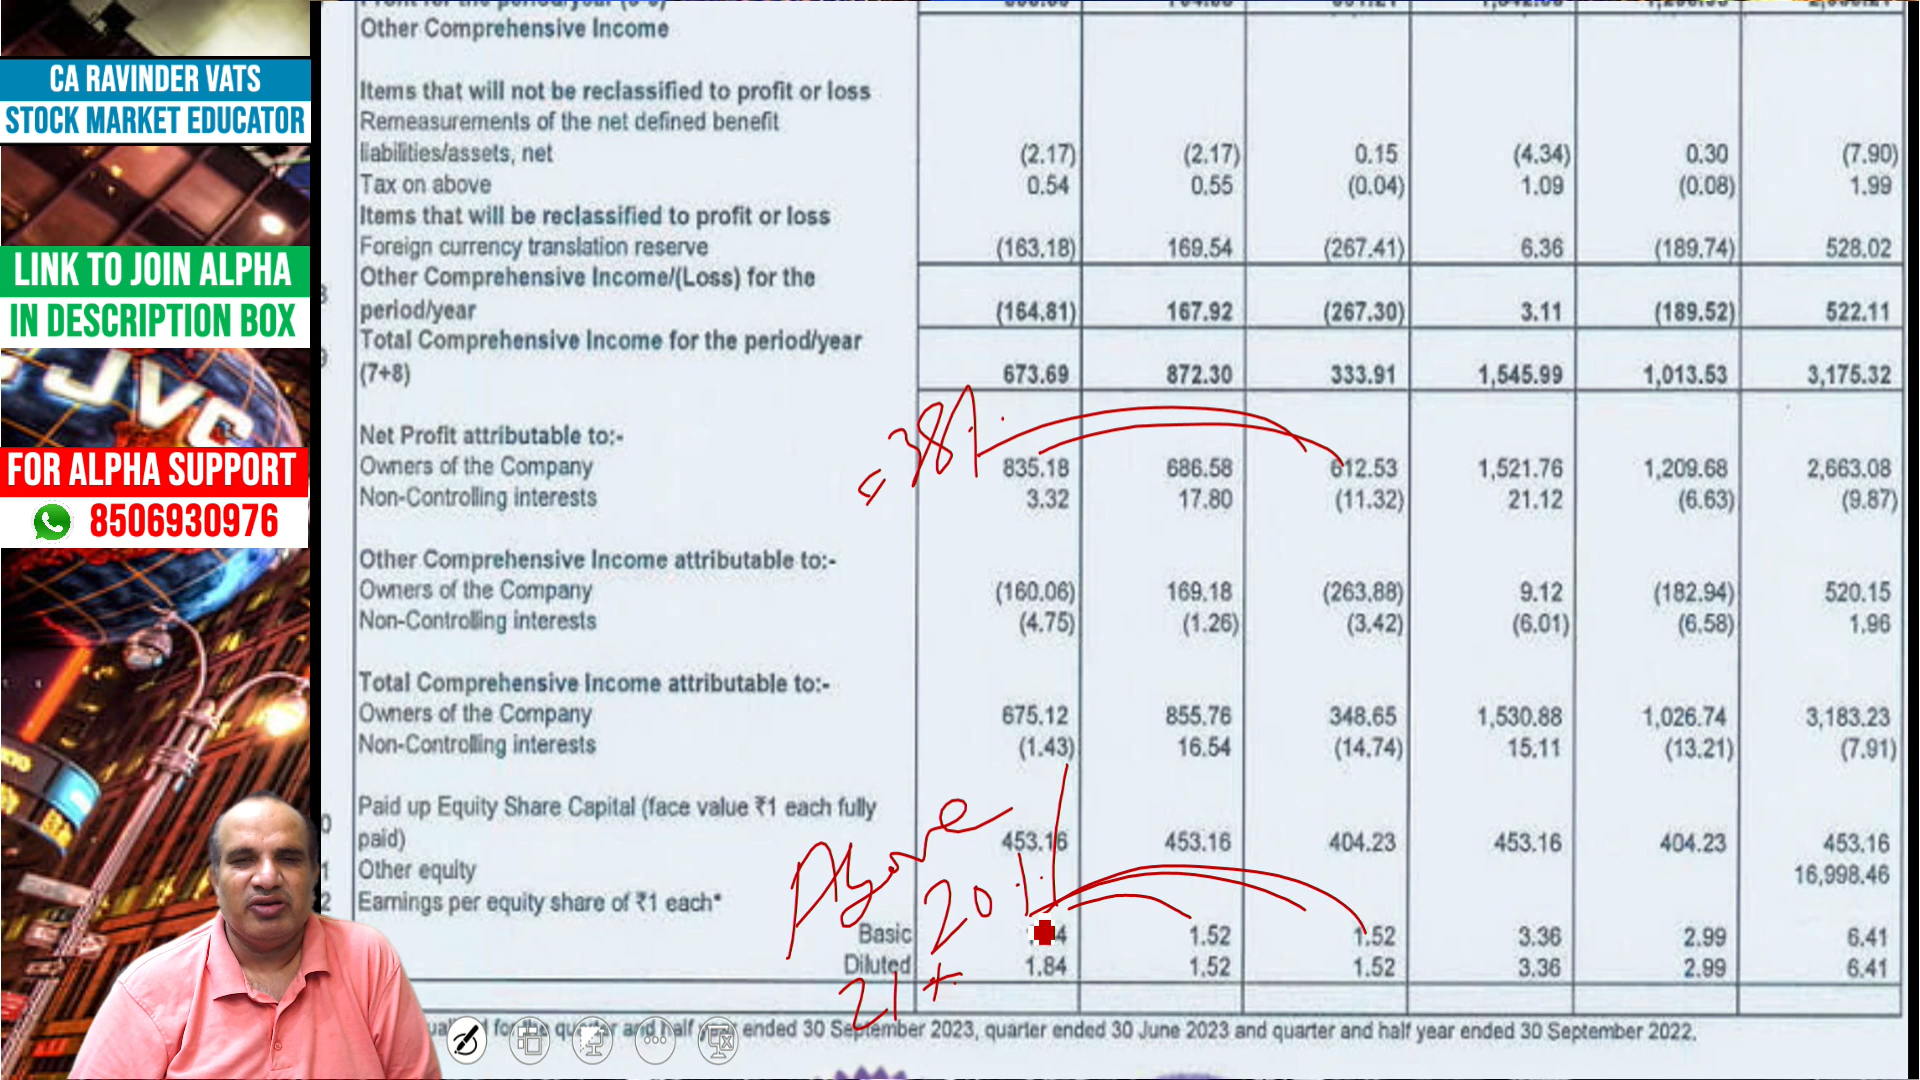 CA RAVINDER VATS
STOCK MARKET EDUCATOR
LINK TO JOIN ALPHA
IN DESCRIPTION BOX
JVC
FOR ALPHA SUPPORT
8506930976
Other Comprehensive Income
Items that will not be reclassified to profit or loss
Remeasurements of the net defined benefit
liabilities/assets, net (2.17) (2.17) 0.15 (4.34) 0.30 (7.90)
Tax on above 0.54 0.55 (0.04) 1.09 (0.08) 1.99
Items that will be reclassified to profit or loss
Foreign currency translation reserve (163.18) 169.54 (267.41) 6.36 (189.74) 528.02
Other Comprehensive Income/(Loss) for the
period/year (164.81) 167.92 (267.30) 3.11 (189.52) 522.11
Total Comprehensive Income for the period/year
(7+8) 673.69 872.30 333.91 1,545.99 1,013.53 3,175.32
38%
Net Profit attributable to:-
Owners of the Company 835.18 686.58 612.53 1,521.76 1,209.68 2,663.08
Non-Controlling interests 3.32 17.80 (11.32) 21.12 (6.63) (9.87)
Other Comprehensive Income attributable to:-
Owners of the Company (160.06) 169.18 (263.88) 9.12 (182.94) 520.15
Non-Controlling interests (4.75) (1.26) (3.42) (6.01) (6.58) 1.96
Total Comprehensive Income attributable to:-
Owners of the Company 675.12 855.76 348.65 1,530.88 1,026.74 3,183.23
Non-Controlling interests (1.43) 16.54 (14.74) 15.11 (13.21) (7.91)
Paid up Equity Share Capital (face value ₹1 each fully
paid) 453.16 453.16 404.23 453.16 404.23 453.16
Other equity 16,998.46
Earnings per equity share of ₹1 each*
Above
20%
Basic 1.52 1.52 3.36 2.99 6.41
Diluted 1.84 1.52 1.52 3.36 2.99 6.41
21+
for the quarter and half ended 30 September 2023, quarter ended 30 June 2023 and quarter and half year ended 30 September 2022.